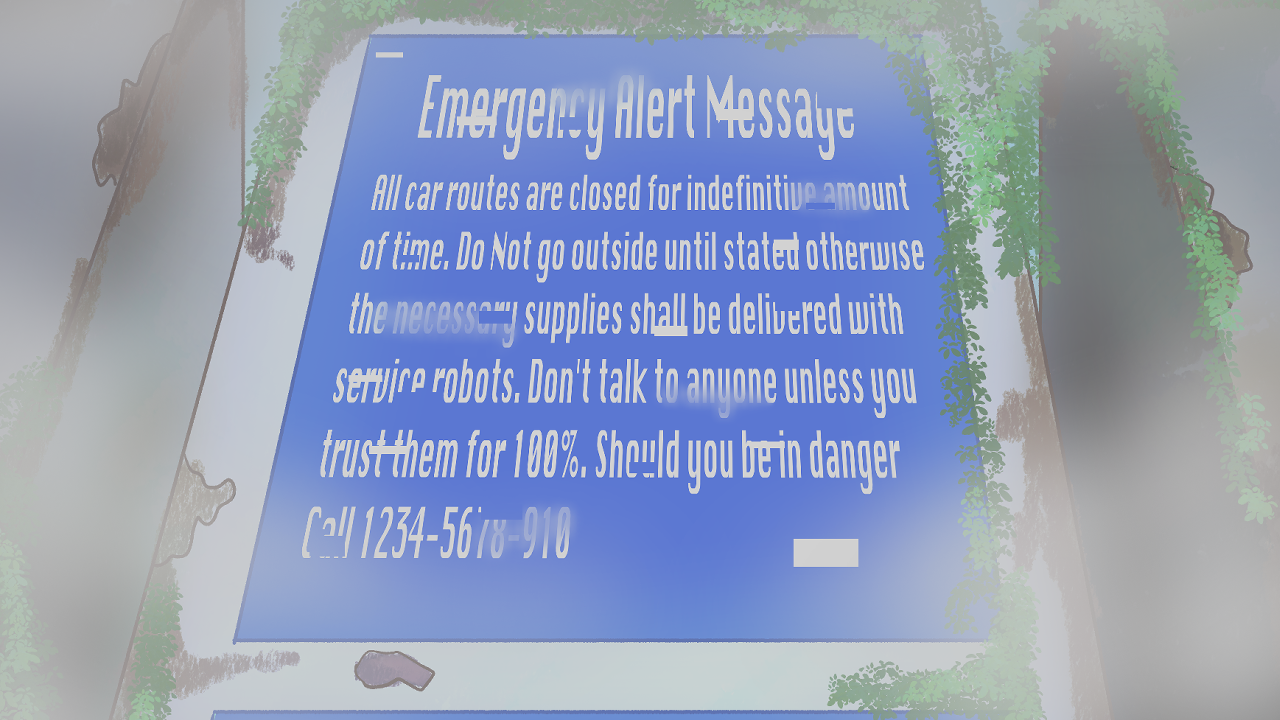 Emergency Alert Message
All car routes are closed for indefinitive amount
of time. Do Not go outside until stated otherwise
the necessary supplies shall be delivered with
service robots. Don't talk to anyone unless you
trust them for 100%. Should you be in danger
Call 1234-5678-910